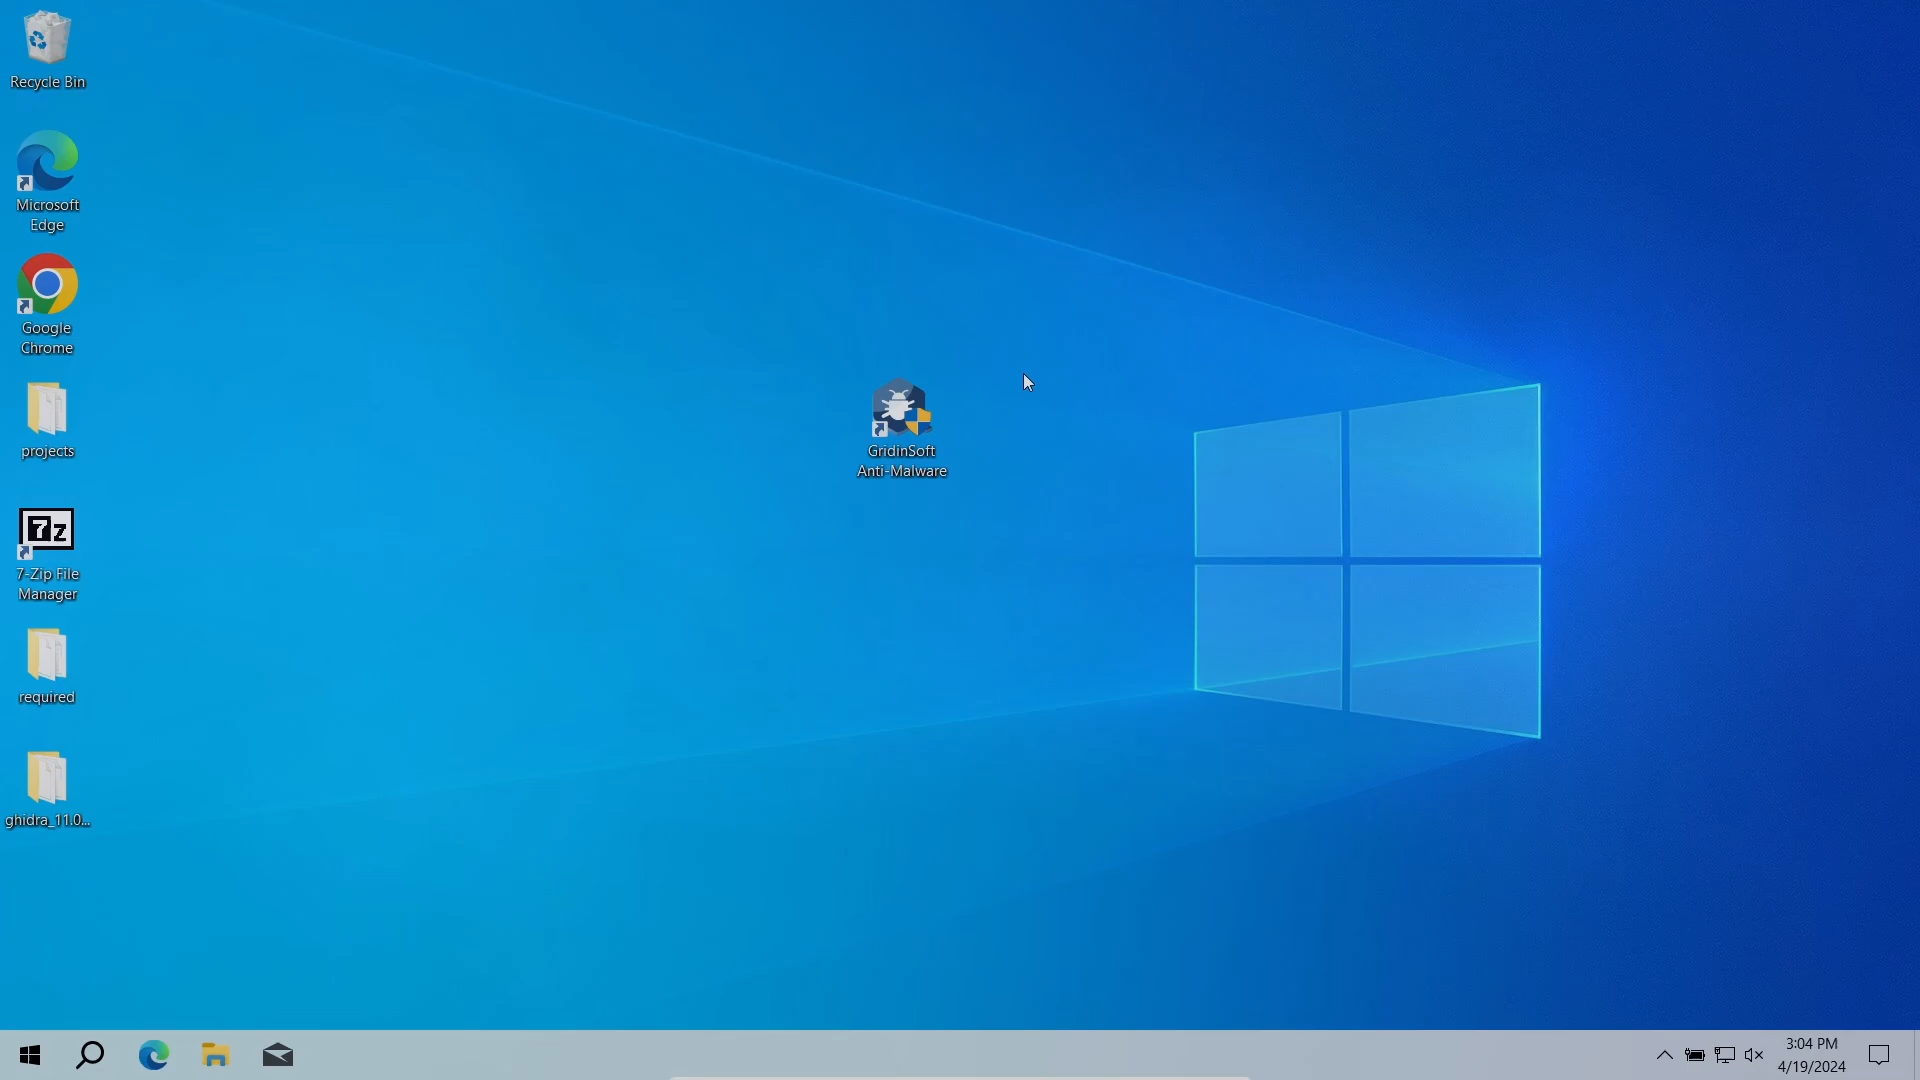 Recycle Bin
Microsoft
Edge
Google
Chrome
projects
7z
7-Zip File
Manager
required
ghidra_11.0...
GridinSoft
Anti-Malware
3:04 PM
4/19/2024